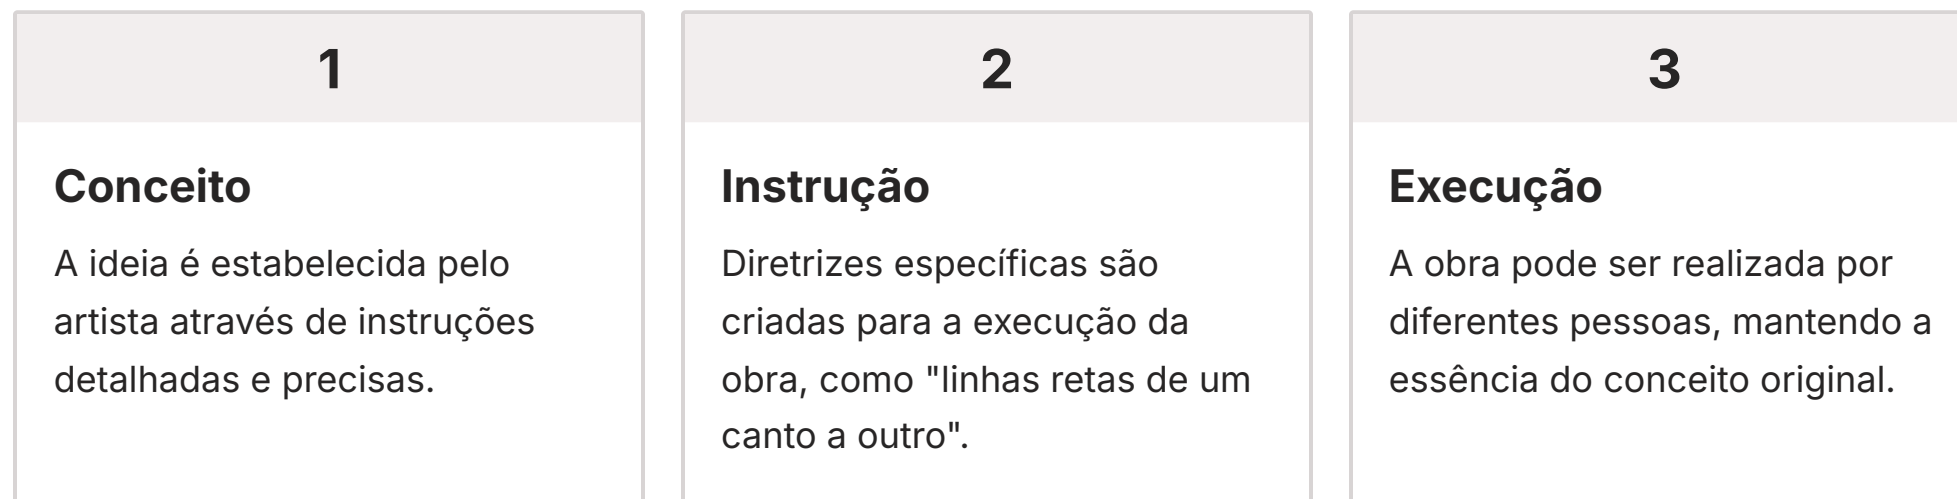 1
Conceito
A ideia é estabelecida pelo
artista através de instruções
detalhadas e precisas.
2
Instrução
Diretrizes específicas são
criadas para a execução da
obra, como "linhas retas de um
canto a outro".
3
Execução
A obra pode ser realizada por
diferentes pessoas, mantendo a
essência do conceito original.